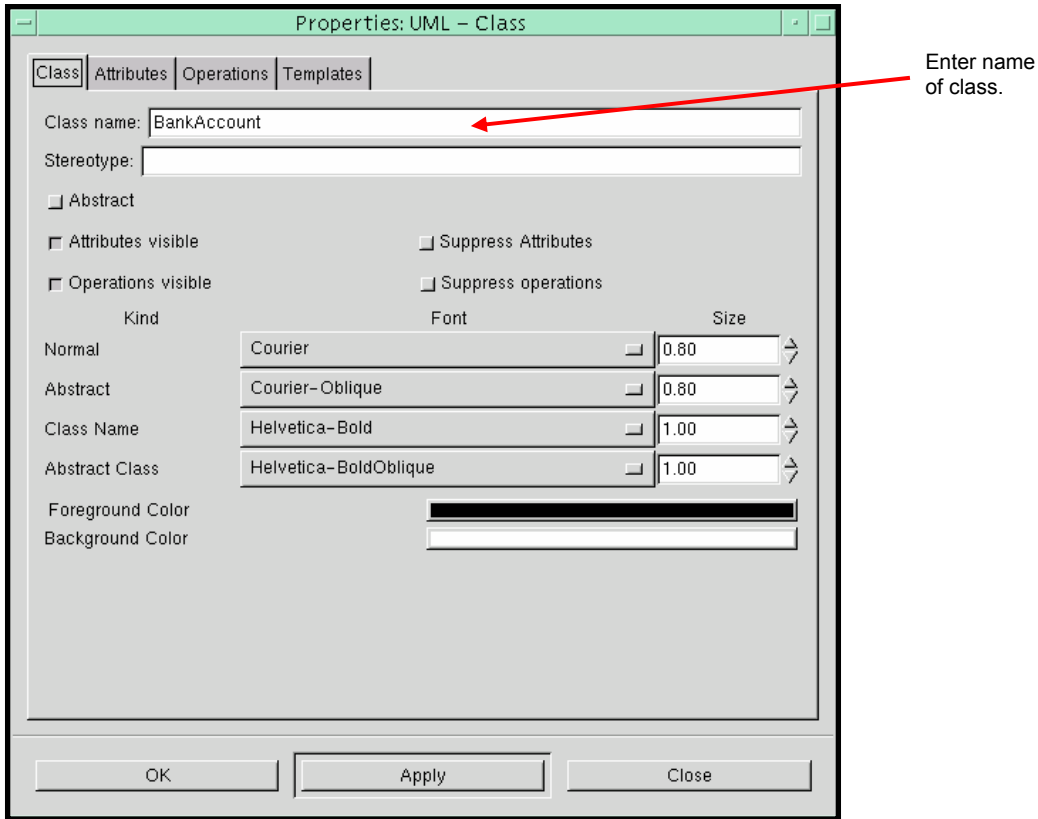 Properties: UML – Class
Class Attributes Operations Templates
Enter name
of class.
Class name: BankAccount
Stereotype:
Abstract
Attributes visible Suppress Attributes
Operations visible Suppress operations
Kind Font Size
Normal Courier 0.80
Abstract Courier-Oblique 0.80
Class Name Helvetica-Bold 1.00
Abstract Class Helvetica-BoldOblique 1.00
Foreground Color
Background Color
OK Apply Close